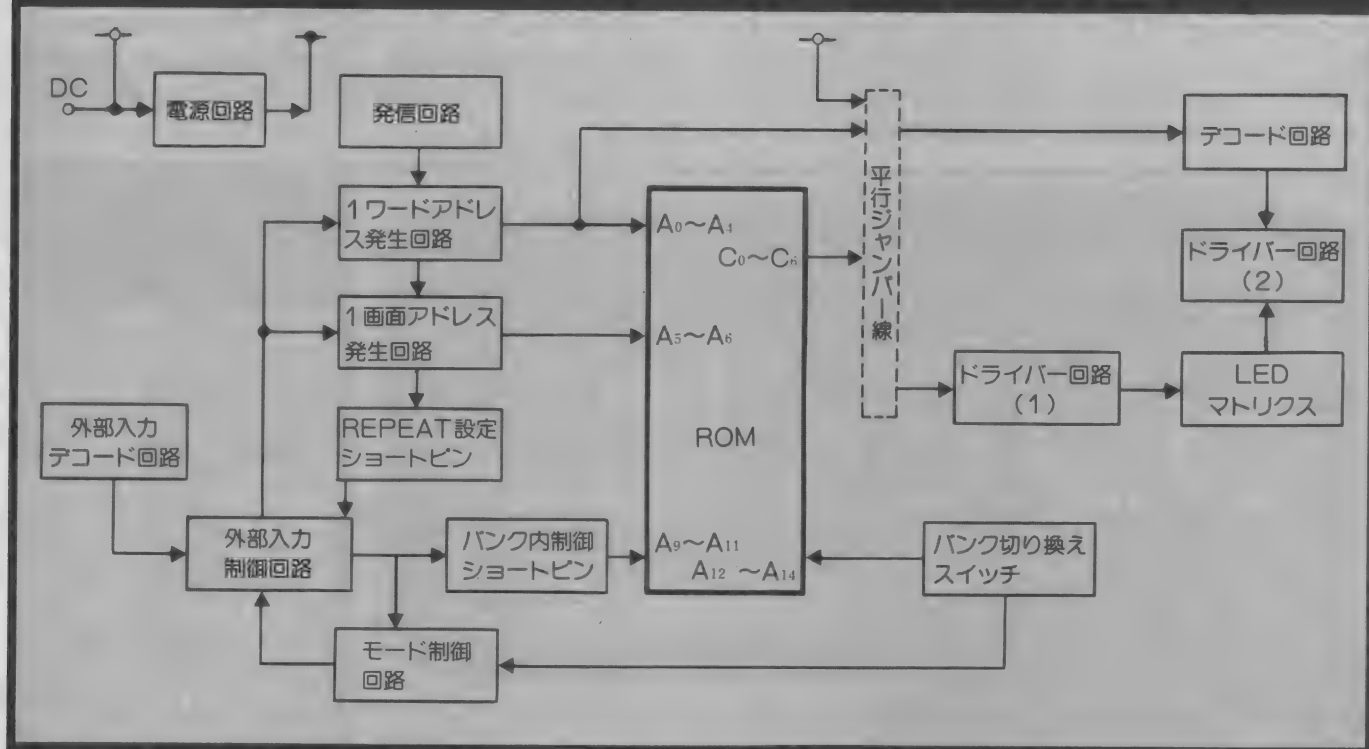 DC
電源回路
発信回路
デコード回路
1ワードアドレ
ス発生回路
A₀～A₄
C₀～C₆
平行ジャンパー線
ドライバー回路
(2)
1画面アドレス
発生回路
A₅～A₆
ドライバー回路
(1)
LED
マトリクス
外部入力
デコード回路
REPEAT設定
ショートピン
ROM
外部入力
制御回路
バンク内制御
ショートピン
A₉～A₁₁
A₁₂ ～A₁₄
バンク切り換え
スイッチ
モード制御
回路